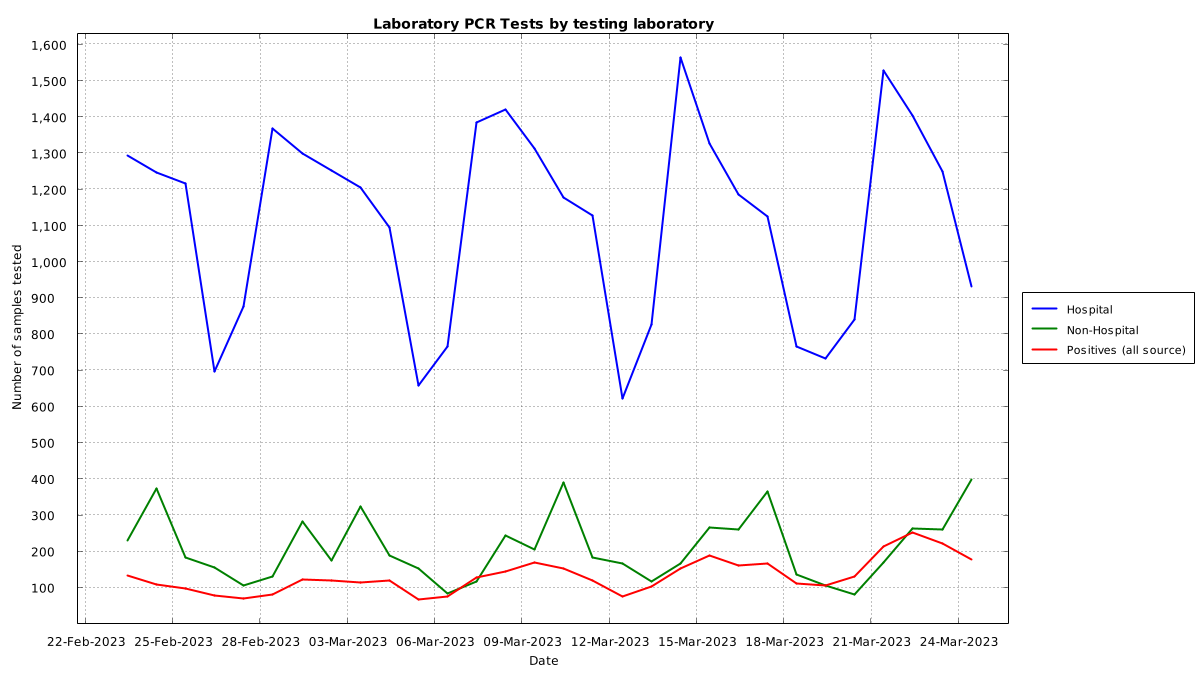 Laboratory PCR Tests by testing laboratory
1,600
1,500
1,400
1,300
1,200
1,100
1,000
900
800
700
600
500
400
300
200
100
Number of samples tested
22-Feb-2023 25-Feb-2023 28-Feb-2023 03-Mar-2023 06-Mar-2023 09-Mar-2023 12-Mar-2023 15-Mar-2023 18-Mar-2023 21-Mar-2023 24-Mar-2023
Date
Hospital
Non-Hospital
Positives (all source)